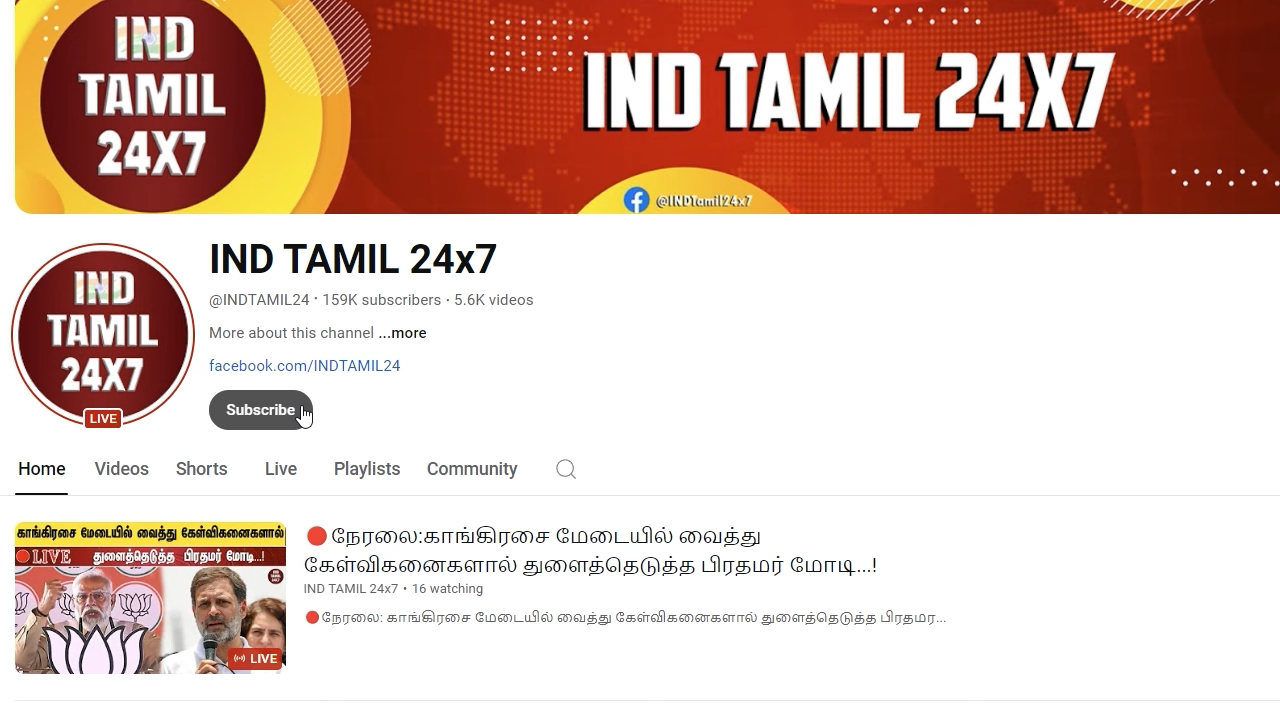 IND
TAMIL
24X7
IND TAMIL 24X7
@INDTamil24x7
IND
TAMIL
24X7
LIVE
IND TAMIL 24x7
@INDTAMIL24 · 159K subscribers · 5.6K videos
More about this channel ...more
facebook.com/INDTAMIL24
Subscribe
Home Videos Shorts Live Playlists Community
காங்கிரசை மேடையில் வைத்து கேள்விகனைகளால்
LIVE துளைத்தெடுத்த பிரதமர் மோடி...!
LIVE
🔴நேரலை:காங்கிரசை மேடையில் வைத்து
கேள்விகனைகளால் துளைத்தெடுத்த பிரதமர் மோடி...!
IND TAMIL 24x7 • 16 watching
🔴நேரலை: காங்கிரசை மேடையில் வைத்து கேள்விகனைகளால் துளைத்தெடுத்த பிரதமர...